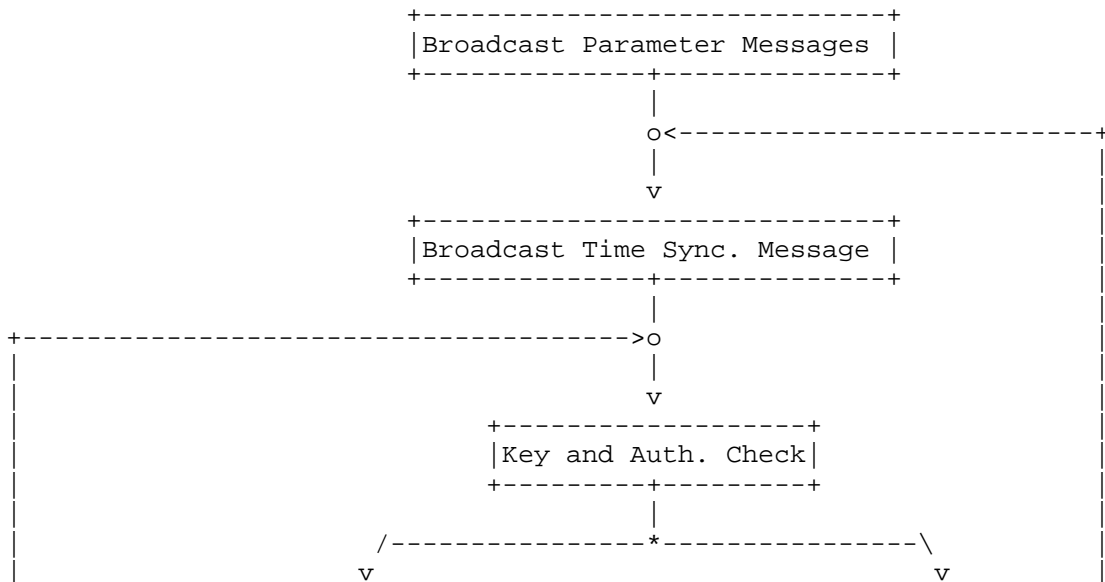 Broadcast Parameter Messages
Broadcast Time Sync. Message
Key and Auth. Check